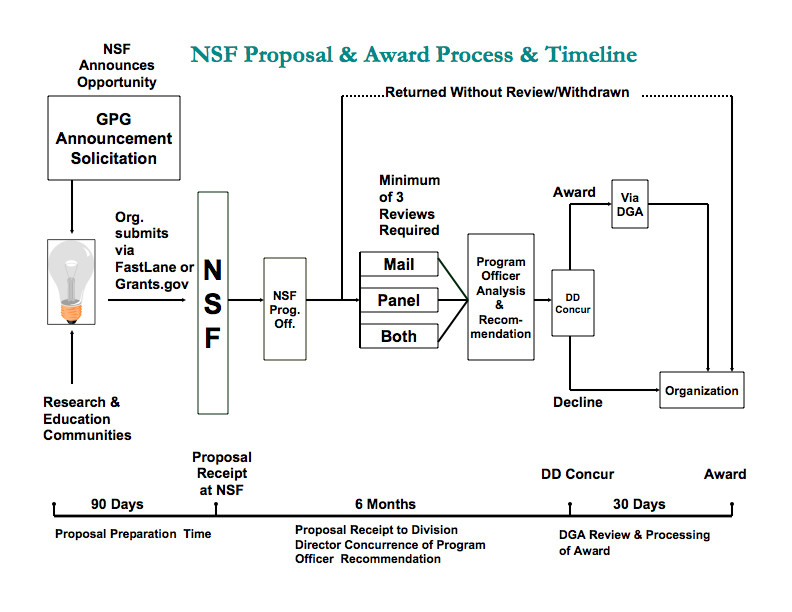 NSF
Announces
Opportunity
NSF Proposal & Award Process & Timeline
Returned Without Review/Withdrawn
GPG
Announcement
Solicitation
Org.
submits
via
FastLane or
Grants.gov
N
S
F
NSF
Prog.
Off.
Minimum
of 3
Reviews
Required
Mail
Panel
Both
Program
Officer
Analysis
&
Recom-
mendation
DD
Concur
Award
Via
DGA
Decline
Organization
Research &
Education
Communities
Proposal
Receipt
at NSF
DD Concur
Award
90 Days
6 Months
30 Days
Proposal Preparation Time
Proposal Receipt to Division
Director Concurrence of Program
Officer Recommendation
DGA Review & Processing
of Award